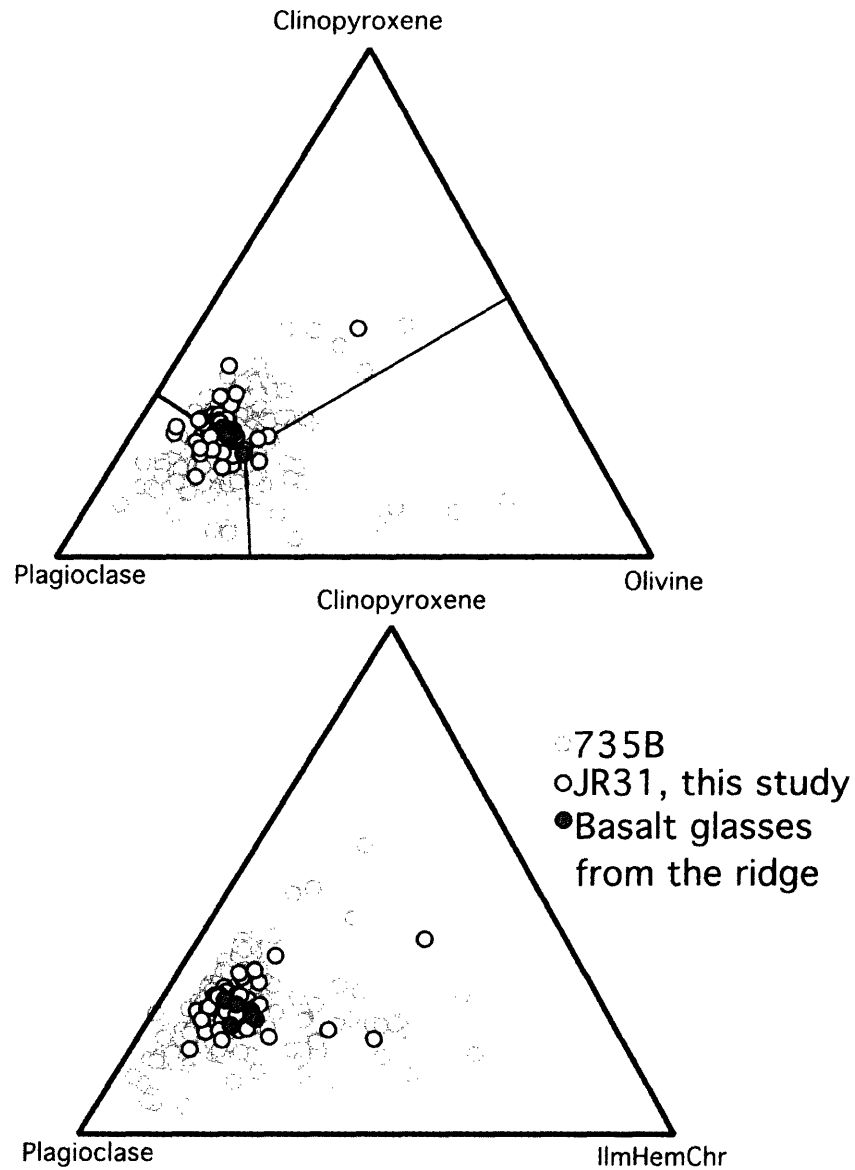 Clinopyroxene
Plagioclase
Olivine
Clinopyroxene
735B
JR31, this study
Basalt glasses
from the ridge
Plagioclase
IlmHemChr